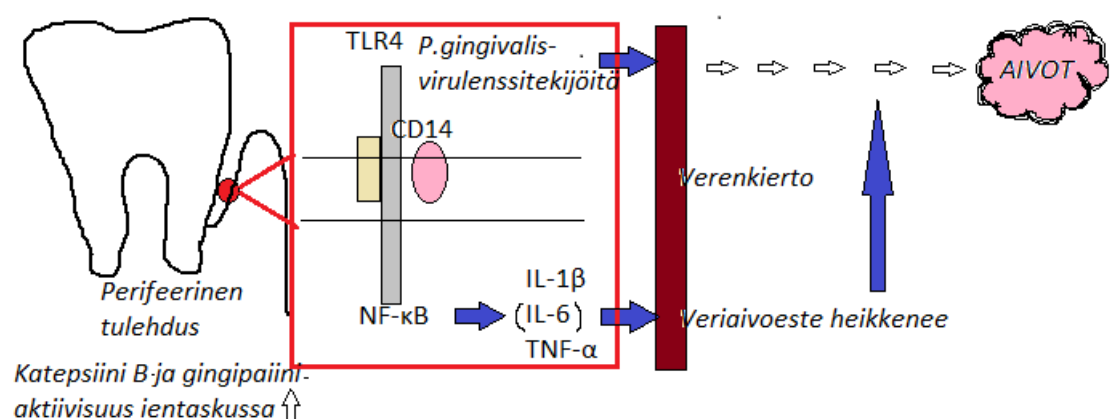 TLR4
P.gingivalis-
virulenssitekijöitä
CD14
AIVOT
Verenkierto
Perifeerinen
tulehdus
NF-κB
IL-1β
(IL-6)
TNF-α
Veriaivoeste heikkenee
Katepsiini B-ja gingipaiini-
aktiivisuus ientaskussa